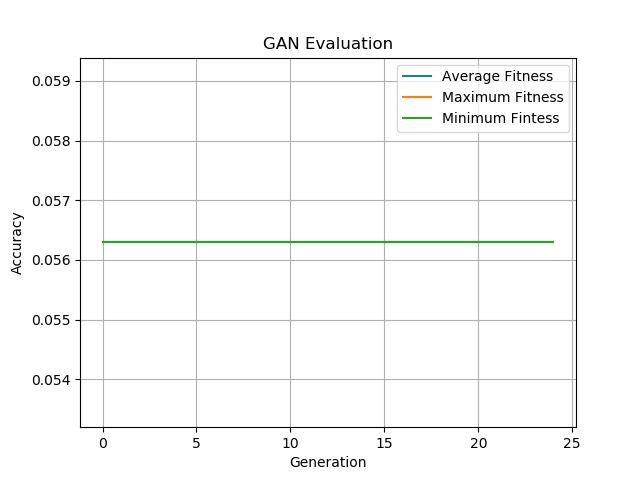 GAN Evaluation
Average Fitness
Maximum Fitness
Minimum Fintess
0.059
0.058
0.057
0.056
0.055
0.054
Accuracy
0 5 10 15 20 25
Generation